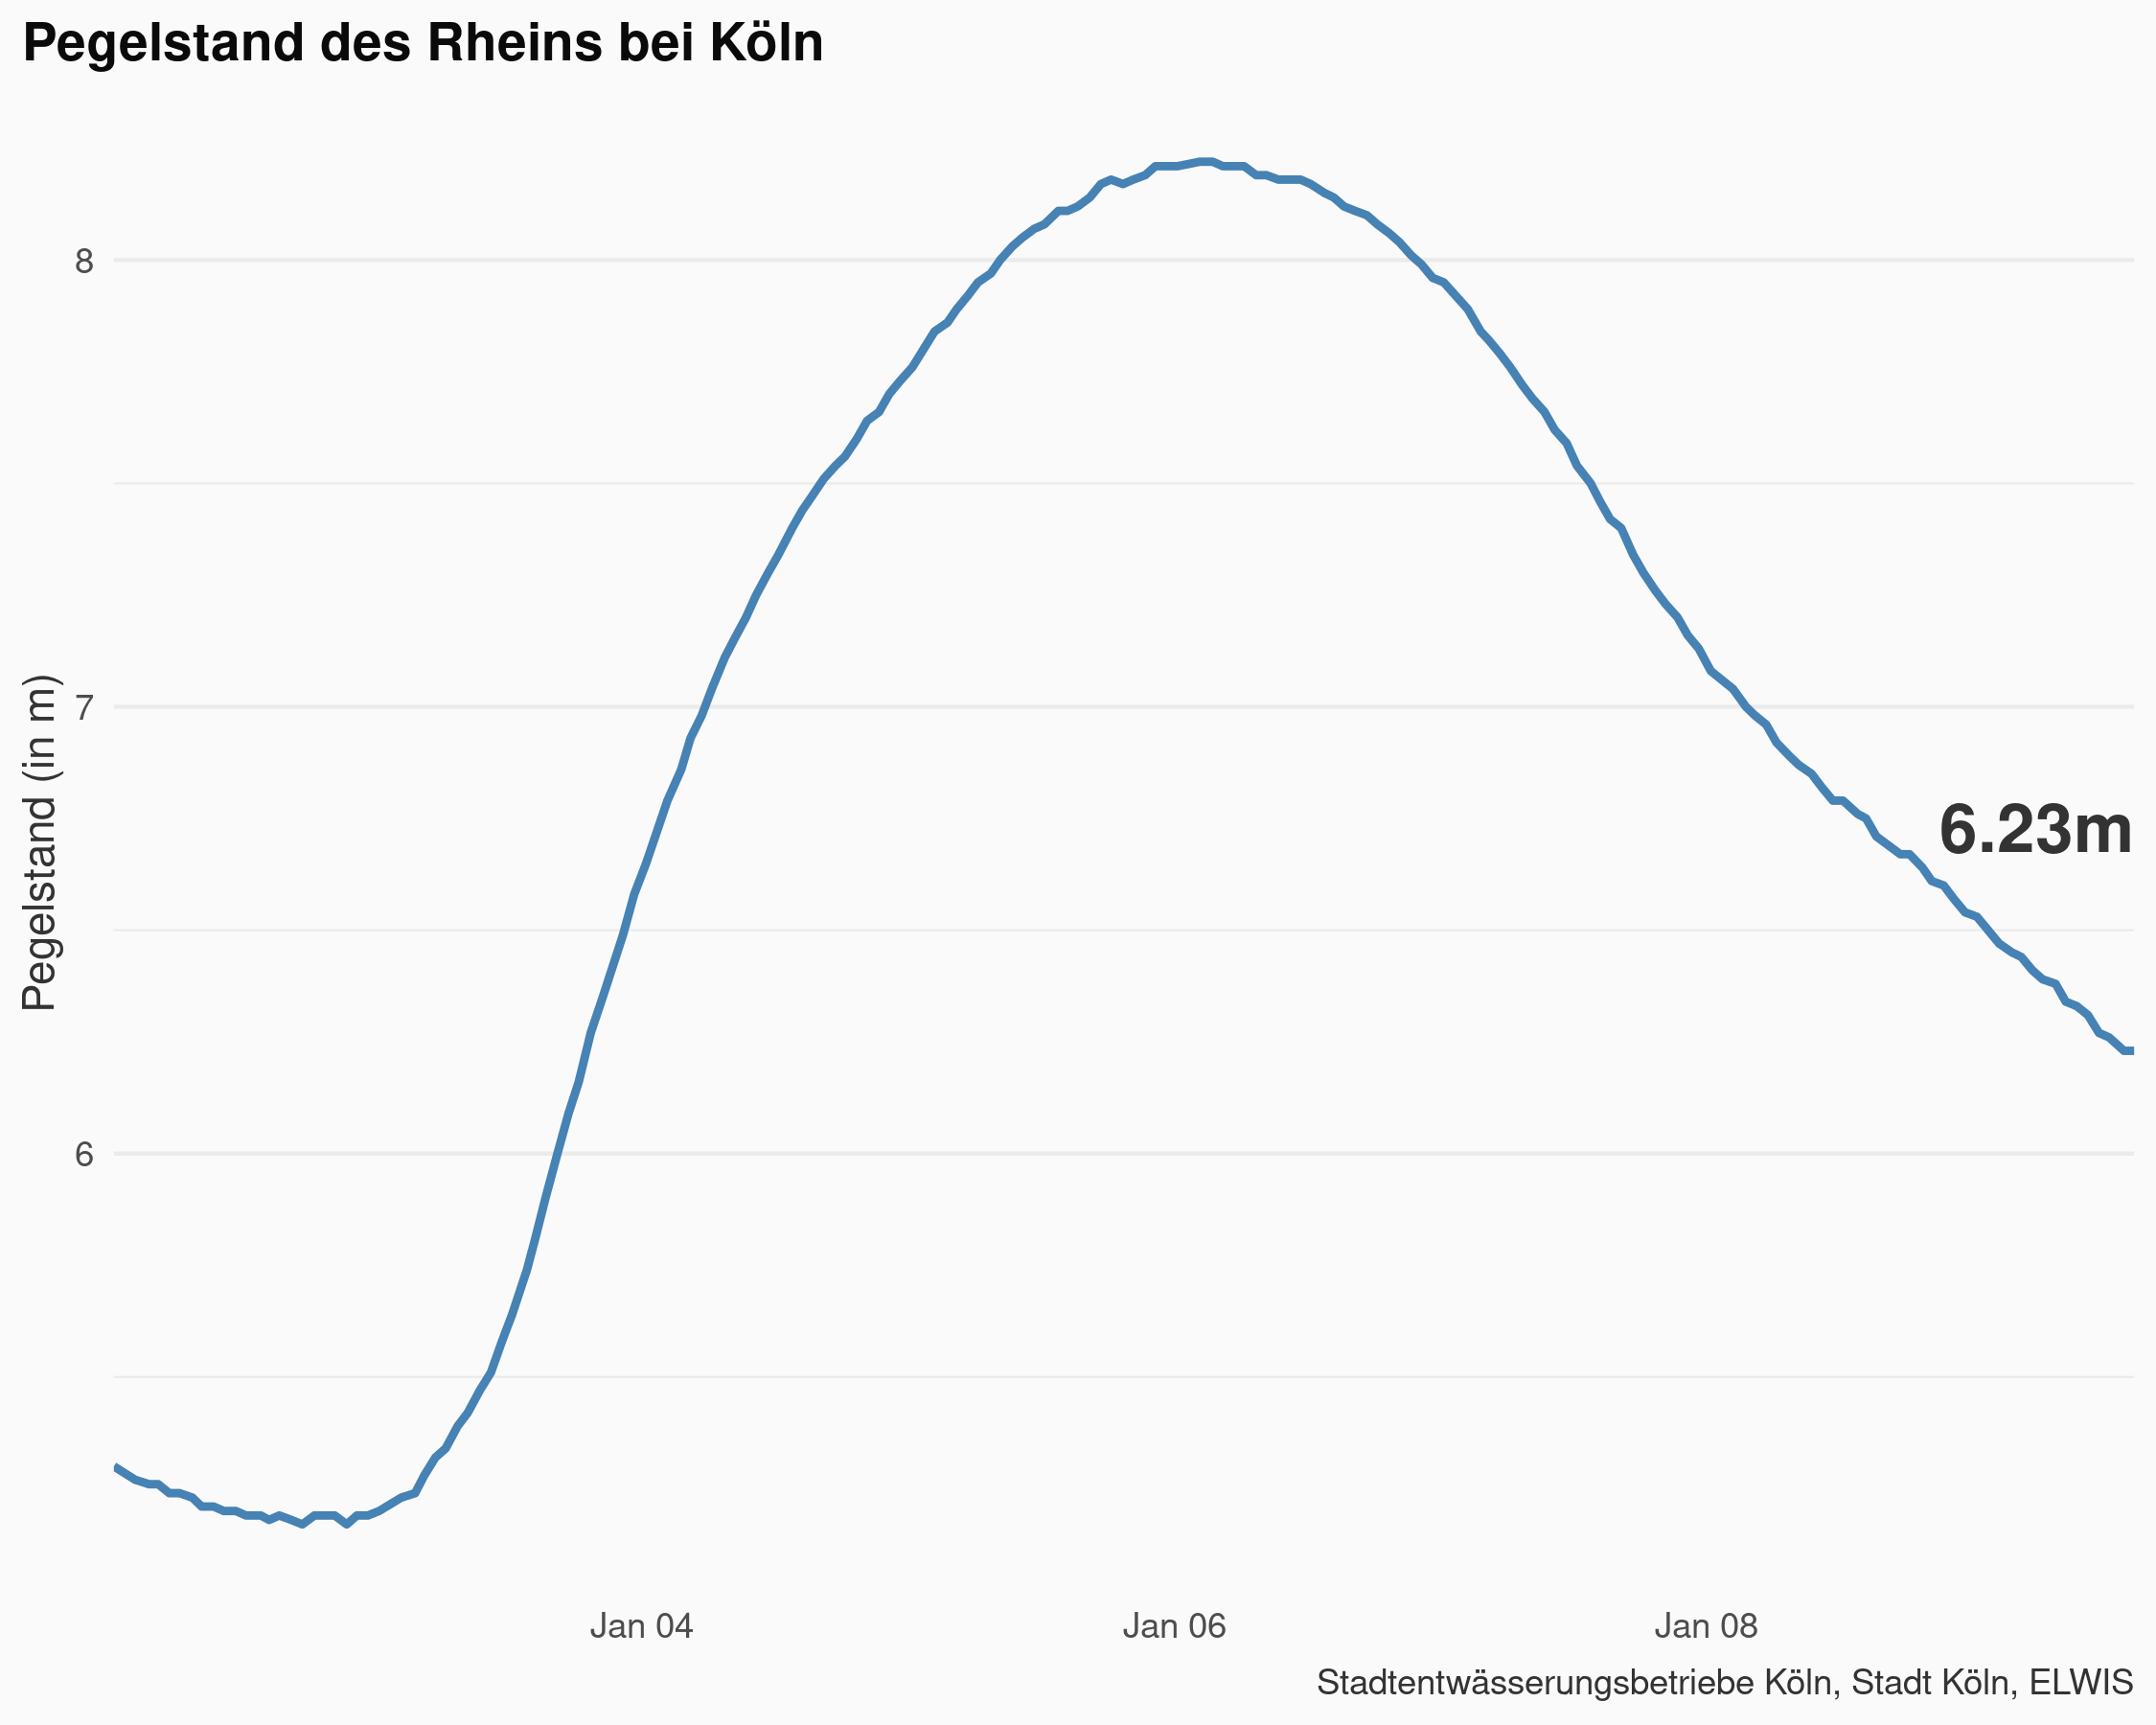 Pegelstand des Rheins bei Köln
Pegelstand (in m)
8
7
6
6.23m
Jan 04
Jan 06
Jan 08
Stadtentwässerungsbetriebe Köln, Stadt Köln, ELWIS